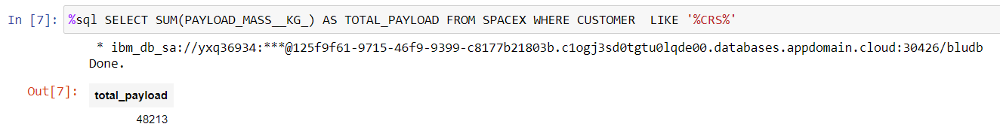 In [7]: %sql SELECT SUM(PAYLOAD_MASS__KG_) AS TOTAL_PAYLOAD FROM SPACEX WHERE CUSTOMER  LIKE '%CRS%'
* ibm_db_sa://yxq36934:***@125f9f61-9715-46f9-9399-c8177b21803b.c1ogj3sd0tgtu0lqde00.databases.appdomain.cloud:30426/bludb
Done.
Out[7]: total_payload
48213